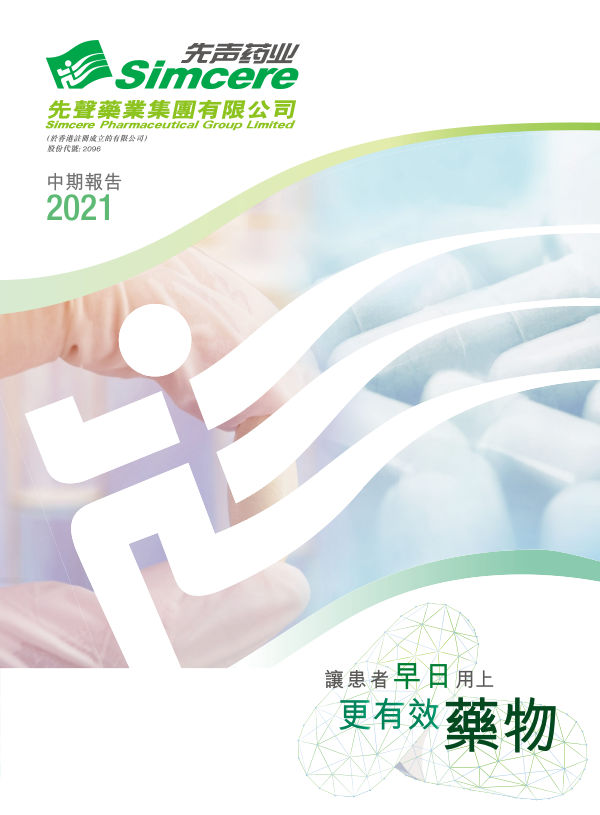 先声药业
Simcere
先聲藥業集團有限公司
Simcere Pharmaceutical Group Limited
(於香港註冊成立的有限公司)
股份代號: 2096
中期報告
2021
讓患者早日用上
更有效藥物